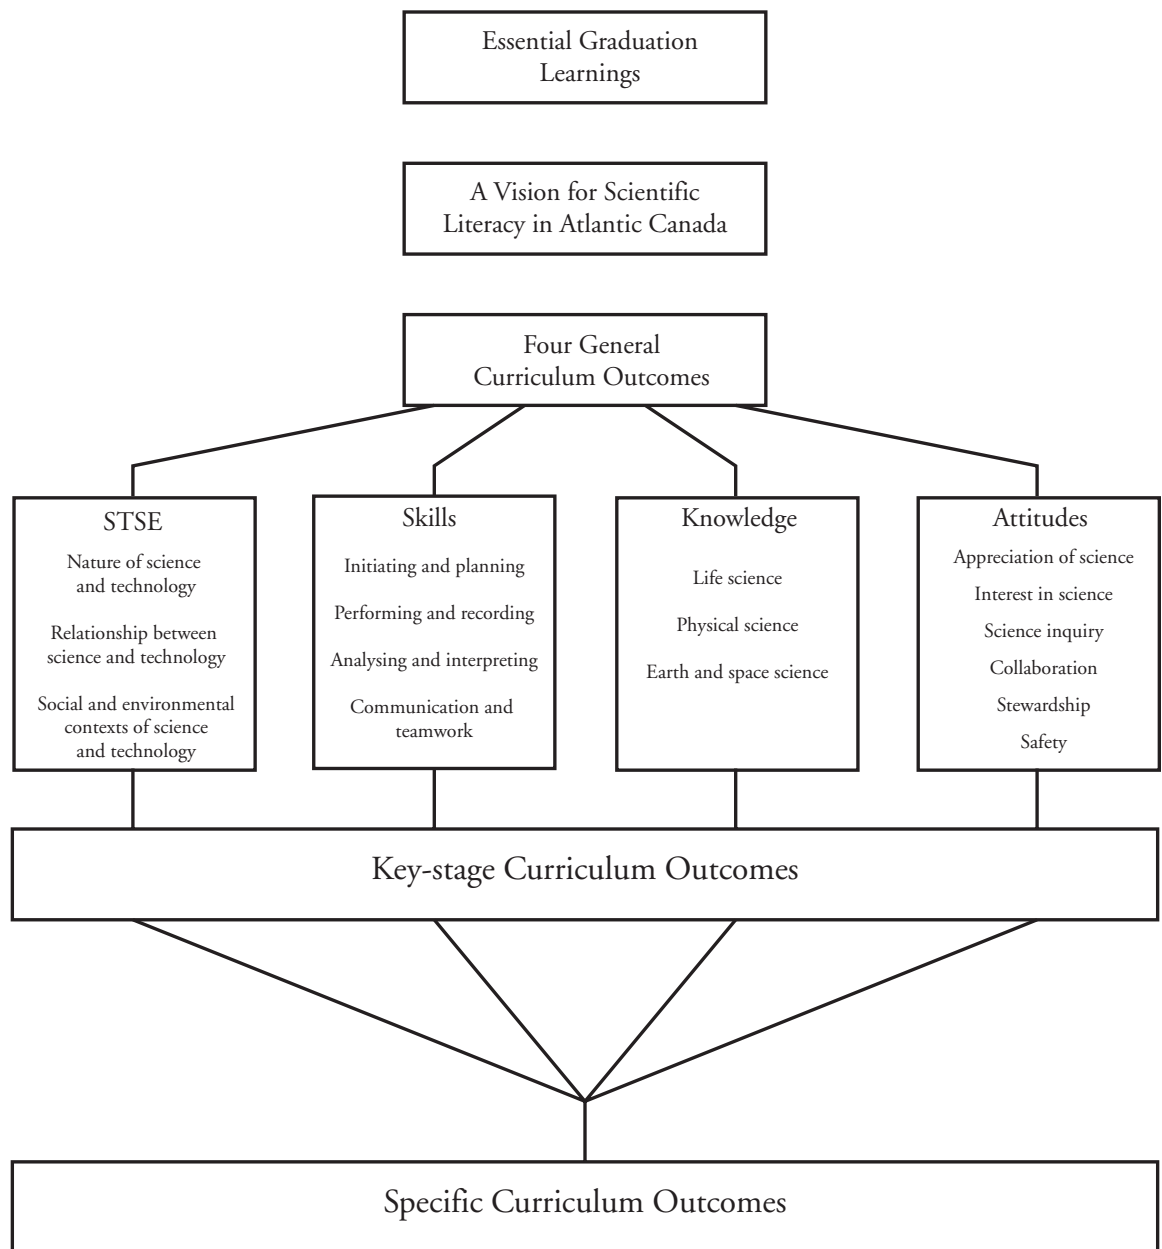 Essential Graduation
Learnings
A Vision for Scientific
Literacy in Atlantic Canada
Four General
Curriculum Outcomes
STSE
Nature of science
and technology
Relationship between
science and technology
Social and environmental
contexts of science
and technology
Skills
Initiating and planning
Performing and recording
Analysing and interpreting
Communication and
teamwork
Knowledge
Life science
Physical science
Earth and space science
Attitudes
Appreciation of science
Interest in science
Science inquiry
Collaboration
Stewardship
Safety
Key-stage Curriculum Outcomes
Specific Curriculum Outcomes